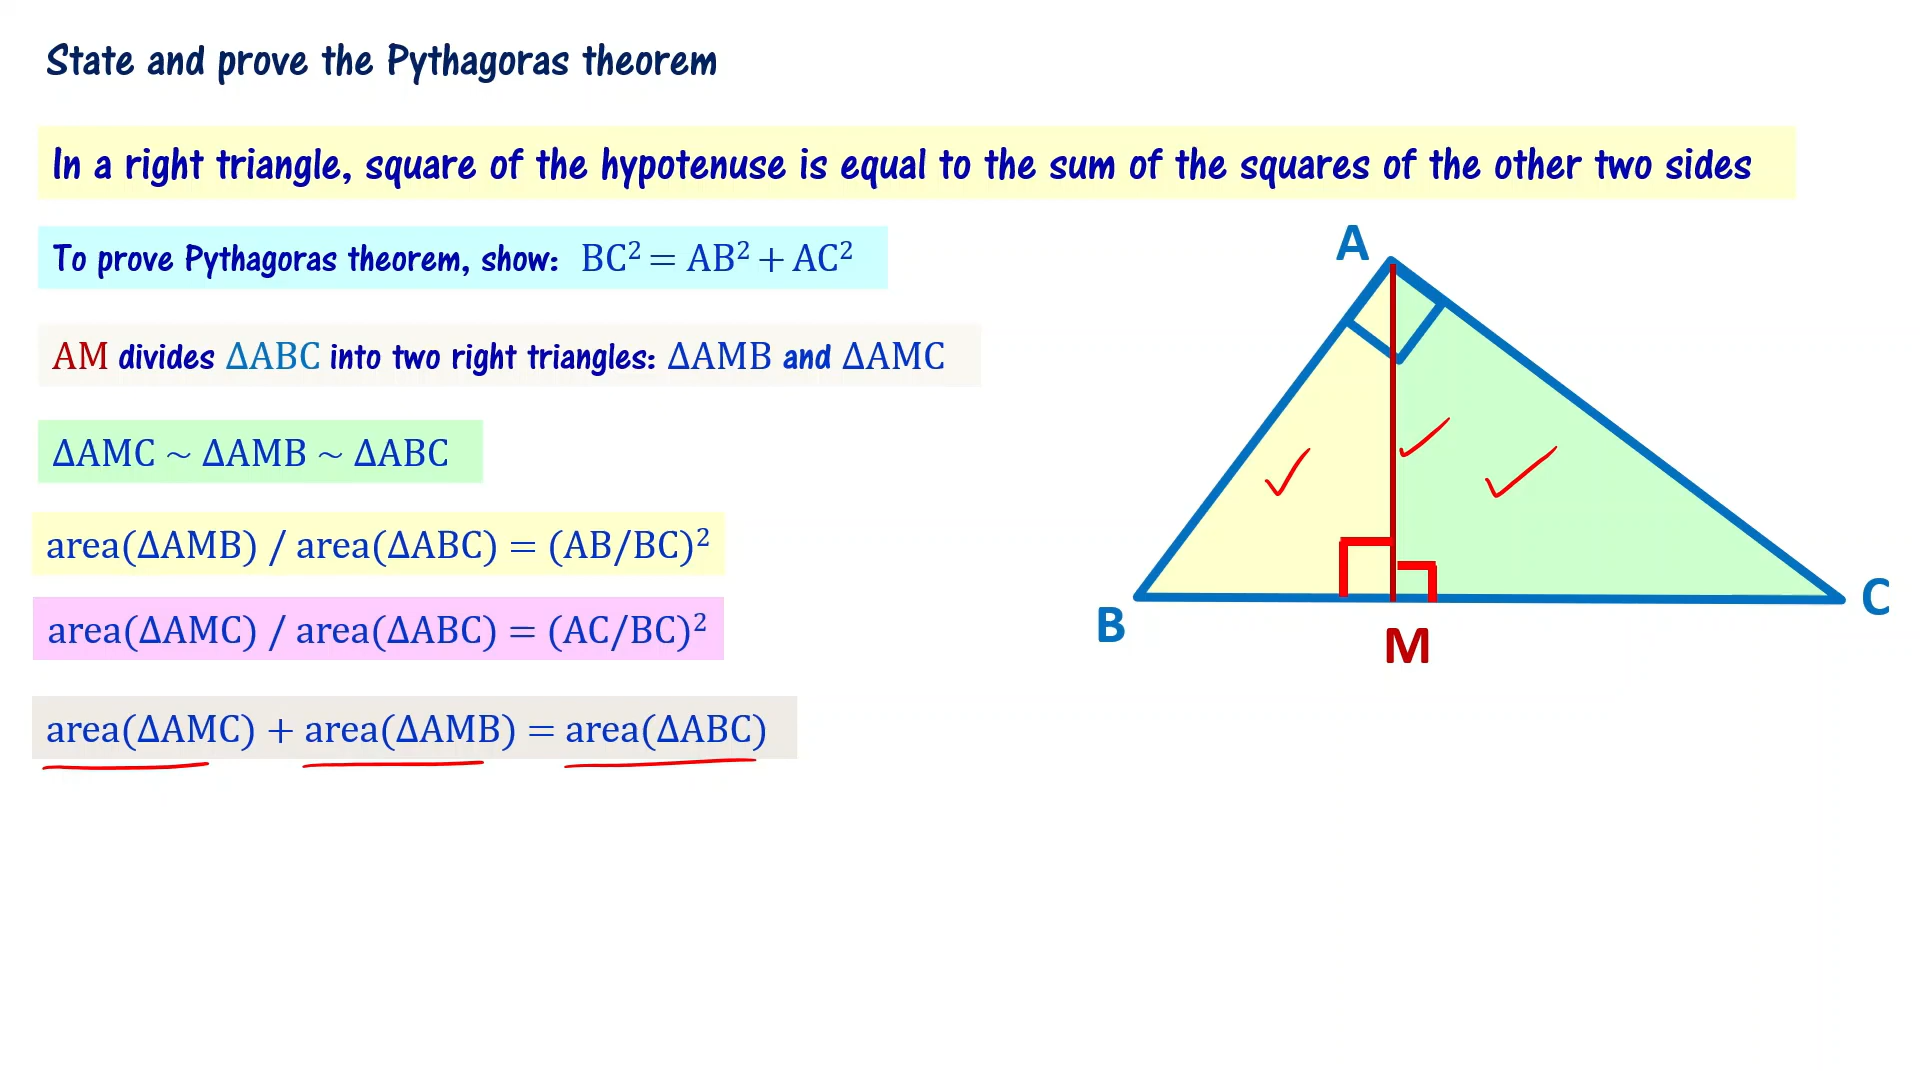 State and prove the Pythagoras theorem
In a right triangle, square of the hypotenuse is equal to the sum of the squares of the other two sides
To prove Pythagoras theorem, show: BC² = AB² + AC²
AM divides ΔABC into two right triangles: ΔAMB and ΔAMC
ΔAMC ~ ΔAMB ~ ΔABC
area(ΔAMB) / area(ΔABC) = (AB/BC)²
area(ΔAMC) / area(ΔABC) = (AC/BC)²
area(ΔAMC) + area(ΔAMB) = area(ΔABC)
A
B
C
M